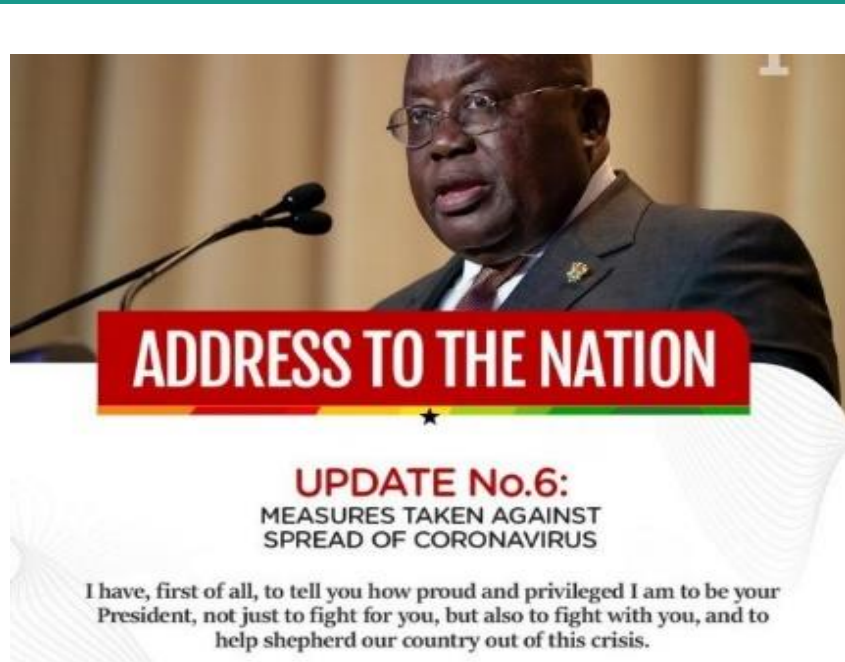 ADDRESS TO THE NATION
UPDATE No.6:
MEASURES TAKEN AGAINST
SPREAD OF CORONAVIRUS
I have, first of all, to tell you how proud and privileged I am to be your
President, not just to fight for you, but also to fight with you, and to
help shepherd our country out of this crisis.